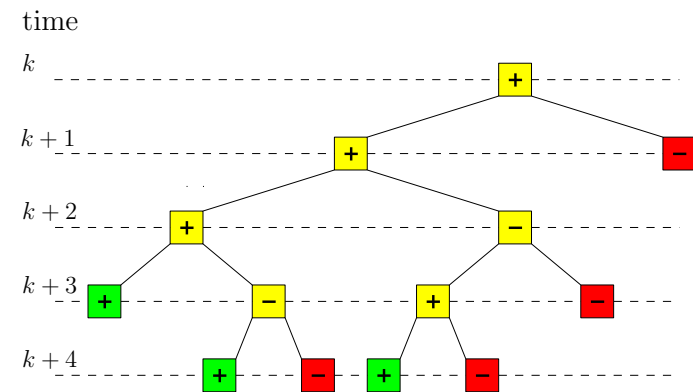 time
k
+
k + 1
+ −
k + 2
+ −
k + 3
+ − + −
k + 4
+ − + −